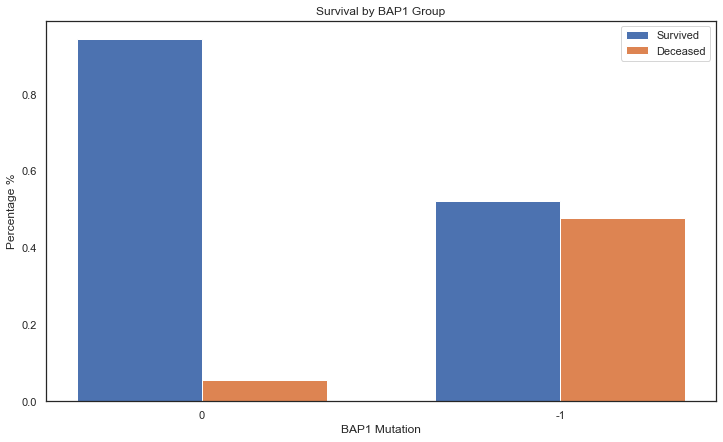 Survival by BAP1 Group
Survived
Deceased
Percentage %
0.8
0.6
0.4
0.2
0.0
0
-1
BAP1 Mutation